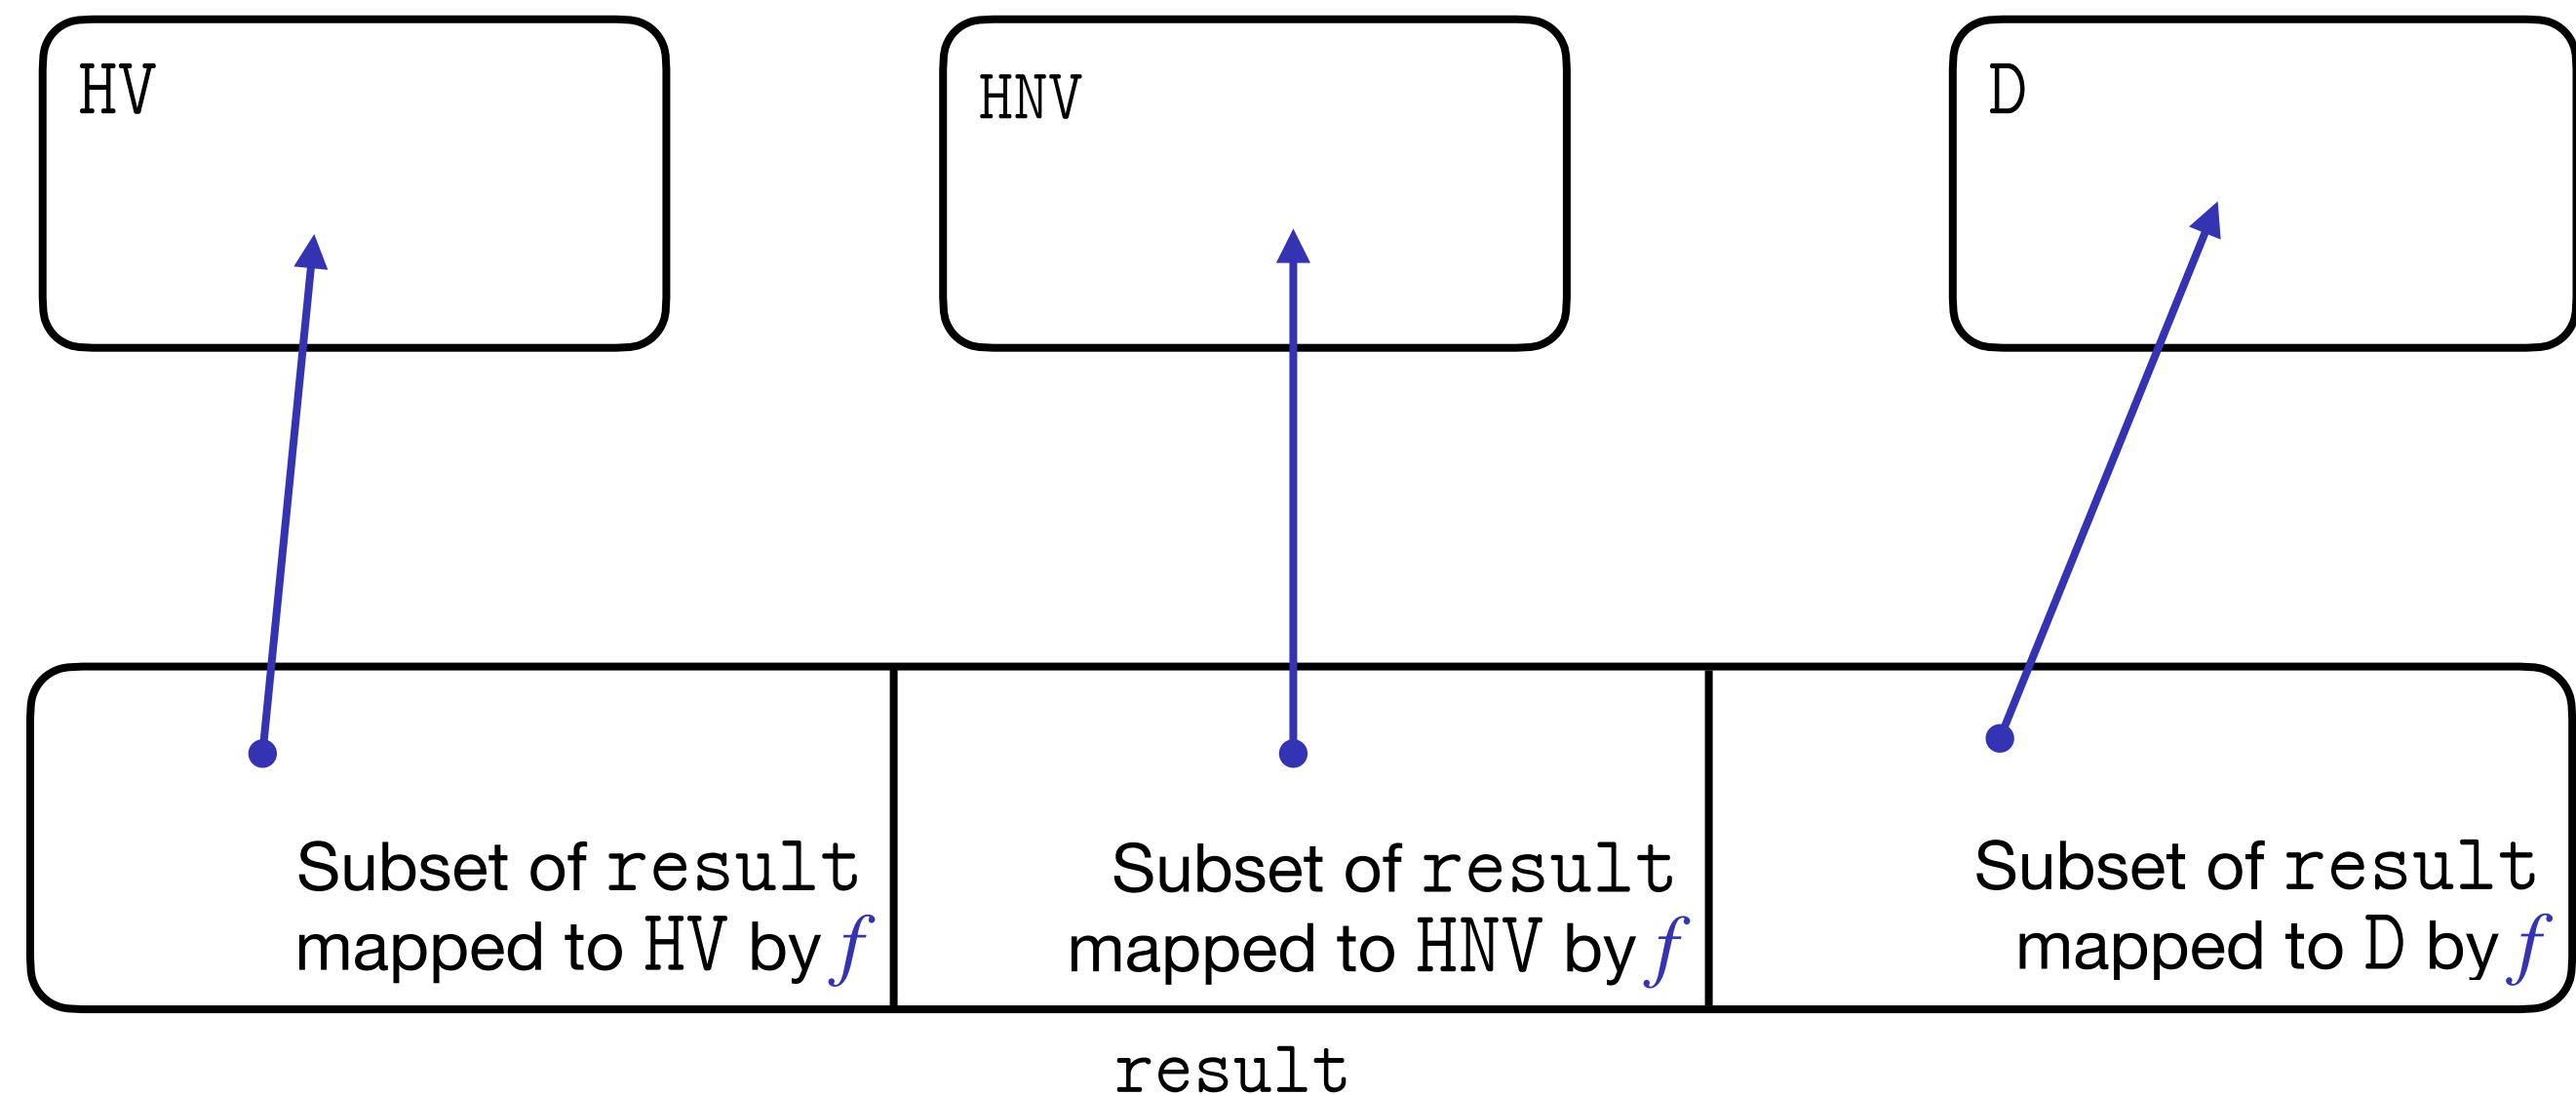 HV
HNV
D
Subset of result
mapped to HV by f
Subset of result
mapped to HNV by f
Subset of result
mapped to D by f
result